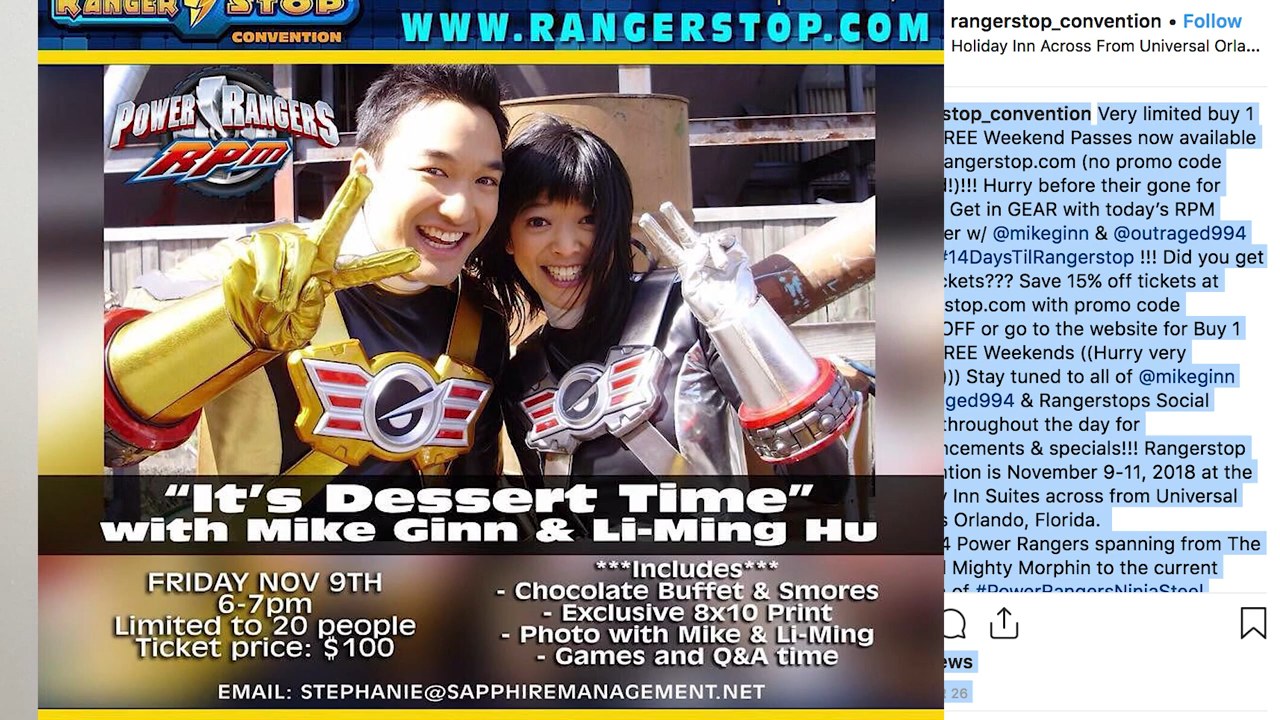 RANGER STOP
CONVENTION
WWW.RANGERSTOP.COM
POWER RANGERS
RPM
"It's Dessert Time"
with Mike Ginn & Li-Ming Hu
FRIDAY NOV 9TH
6-7pm
Limited to 20 people
Ticket price: $100
***Includes***
- Chocolate Buffet & Smores
- Exclusive 8x10 Print
- Photo with Mike & Li-Ming
- Games and Q&A time
EMAIL: STEPHANIE@SAPPHIREMANAGEMENT.NET
rangerstop_convention • Follow
Holiday Inn Across From Universal Orla...
stop_convention Very limited buy 1
REE Weekend Passes now available
angerstop.com (no promo code
!)!!! Hurry before their gone for
Get in GEAR with today's RPM
er w/ @mikeginn & @outraged994
#14DaysTilRangerstop !!! Did you get
ckets??? Save 15% off tickets at
stop.com with promo code
OFF or go to the website for Buy 1
REE Weekends ((Hurry very
)) Stay tuned to all of @mikeginn
ged994 & Rangerstops Social
throughout the day for
ncements & specials!!! Rangerstop
ntion is November 9-11, 2018 at the
y Inn Suites across from Universal
s Orlando, Florida.
4 Power Rangers spanning from The
l Mighty Morphin to the current
of #PowerRangersNinjaSteel
ews
26